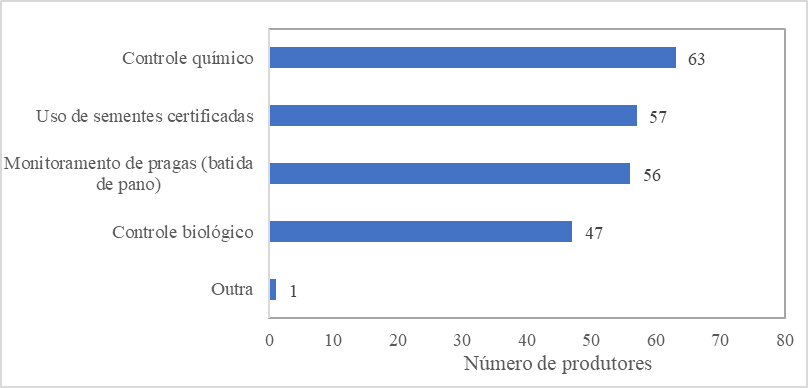 Controle químico
63
Uso de sementes certificadas
57
Monitoramento de pragas (batida
de pano)
56
Controle biológico
47
Outra
1
0 10 20 30 40 50 60 70 80
Número de produtores